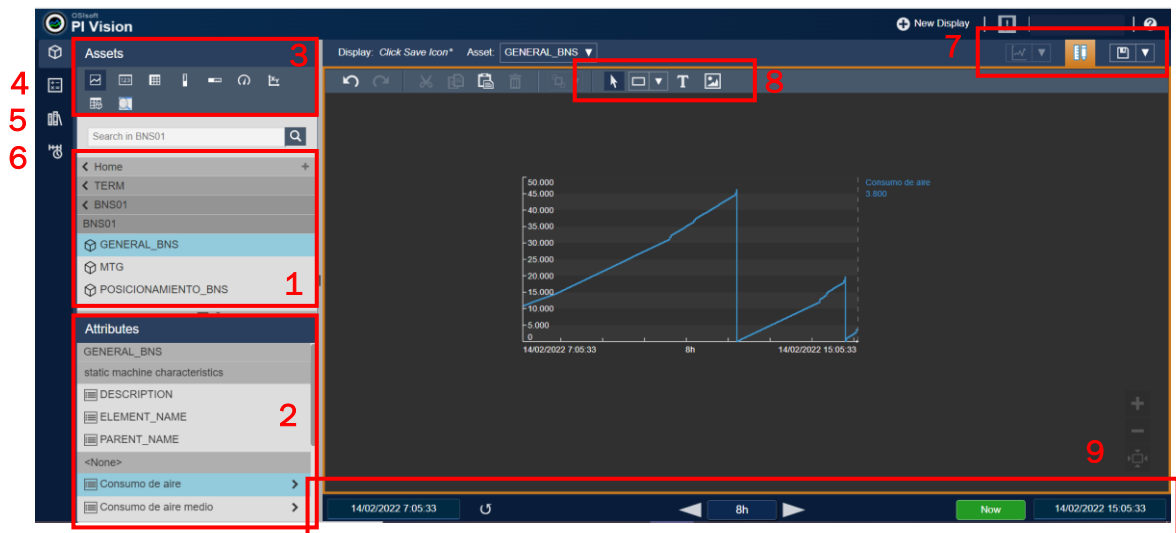 OSIsoft
PI Vision
New Display
?
Assets
3
Display: Click Save Icon* Asset: GENERAL_BNS
7
4
5
6
8
T
Search in BNS01
Home
+
TERM
BNS01
BNS01
GENERAL_BNS
MTG
POSICIONAMIENTO_BNS
1
Attributes
GENERAL_BNS
static machine characteristics
DESCRIPTION
ELEMENT_NAME
PARENT_NAME
2
<None>
Consumo de aire
Consumo de aire medio
50.000
45.000
40.000
35.000
30.000
25.000
20.000
15.000
10.000
5.000
0
14/02/2022 7:05:33
8h
14/02/2022 15:05:33
Consumo de aire
3.800
9
14/02/2022 7:05:33
8h
Now
14/02/2022 15:05:33